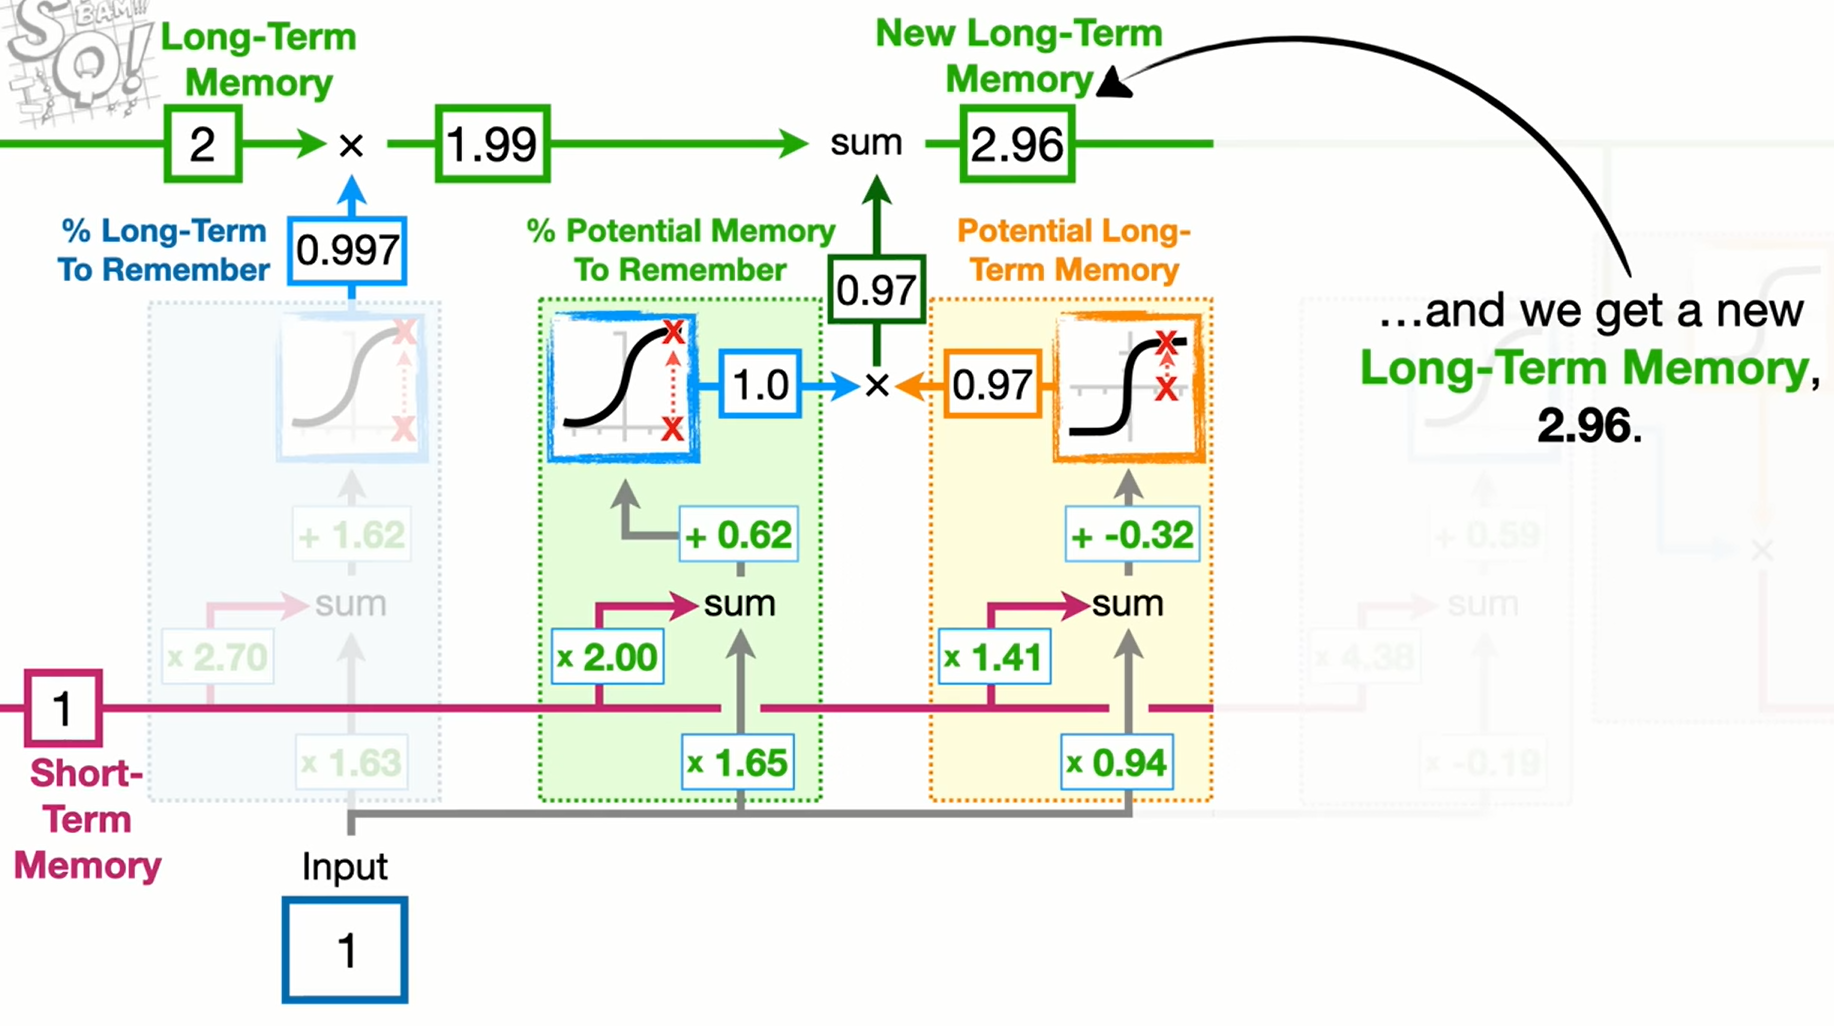 SQ!
BAM!!!
Long-Term
Memory
New Long-Term
Memory
2
×
1.99
sum
2.96
% Long-Term
To Remember
0.997
% Potential Memory
To Remember
0.97
Potential Long-
Term Memory
...and we get a new
Long-Term Memory,
2.96.
1.0
×
0.97
+ 1.62
+ 0.62
+ -0.32
+ 0.59
×
sum
sum
sum
sum
x 2.70
x 2.00
x 1.41
x 4.38
1
Short-
Term
Memory
x 1.63
x 1.65
x 0.94
x -0.19
Input
1